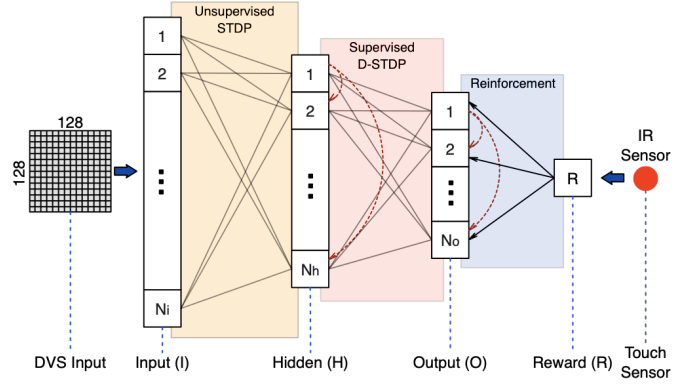 Unsupervised
STDP
Supervised
D-STDP
Reinforcement
128
128
1
2
...
Ni
1
2
...
Nh
1
2
...
No
R
IR
Sensor
DVS Input
Input (I)
Hidden (H)
Output (O)
Reward (R)
Touch
Sensor